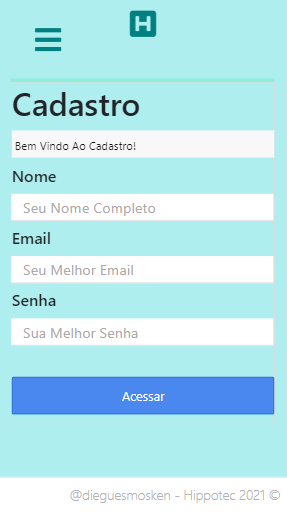 H
Cadastro
Bem Vindo Ao Cadastro!
Nome
Seu Nome Completo
Email
Seu Melhor Email
Senha
Sua Melhor Senha
Acessar
@dieguesmosken - Hippotec 2021 ©